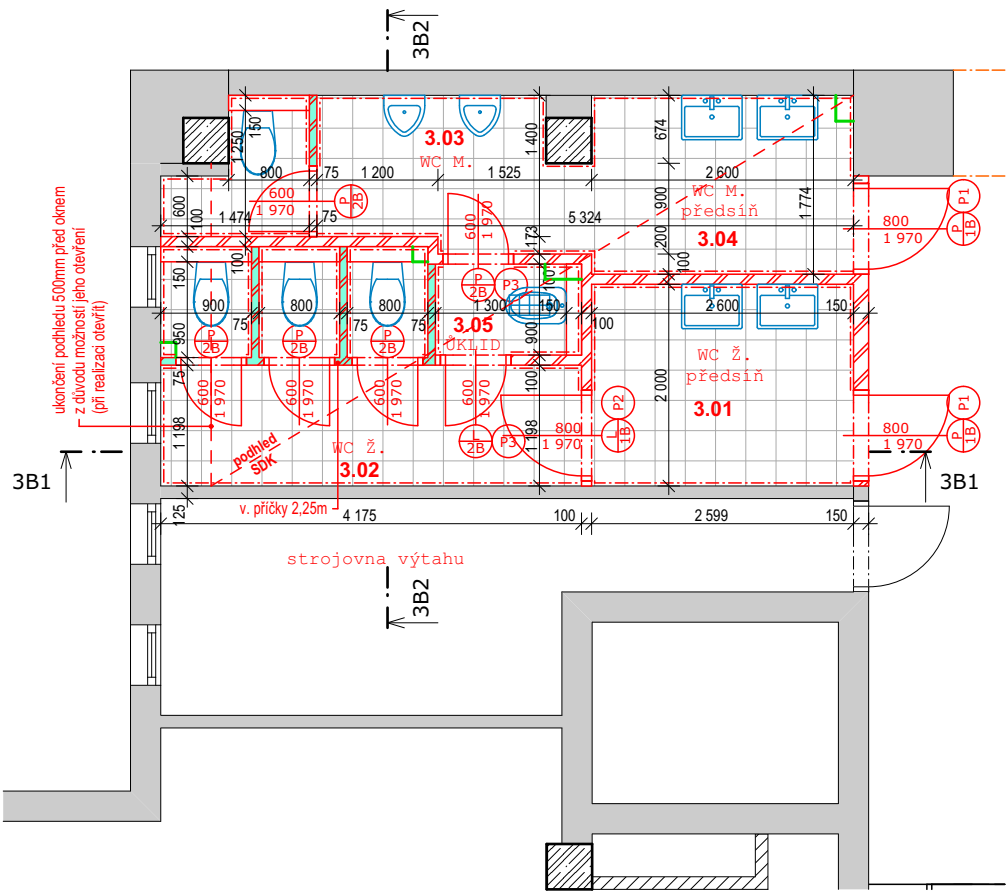 3B2
3.03
WC M.
1 400
674
150
1 250
800
75
1 200
1 525
2 600
WC M.
předsíň
600
1 970
P
2B
900
1 774
P1
600
100
1 474
75
600
1 970
5 324
3.04
200
800
1 970
P
1B
173
100
100
150
P
2B
P3
100
900
800
800
1 300
150
2 600
150
75
75
3.05
ÚKLID
100
950
P
2B
P
2B
P
2B
900
WC Ž.
předsíň
ukončení podhledu 500mm před oknem
z důvodu možností jeho otevření
(při realizaci otevřít)
75
600
1 970
600
1 970
600
1 970
600
1 970
100
2 000
3.01
P2
P1
1 198
WC Ž.
3.02
podhled
SDK
L
2B
P3
1 198
800
1 970
L
1B
800
1 970
P
1B
3B1
3B1
v. příčky 2,25m
125
4 175
100
2 599
150
strojovna výtahu
3B2